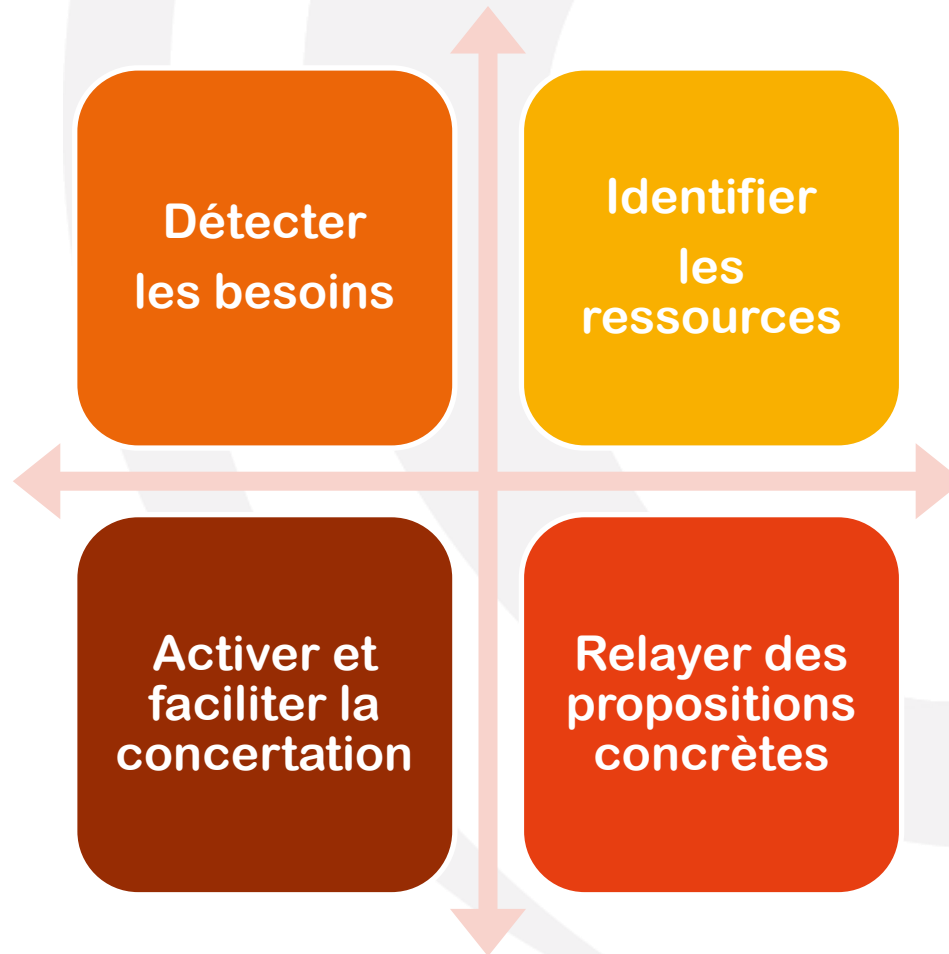 Détecter
les besoins
Identifier
les
ressources
Activer et
faciliter la
concertation
Relayer des
propositions
concrètes